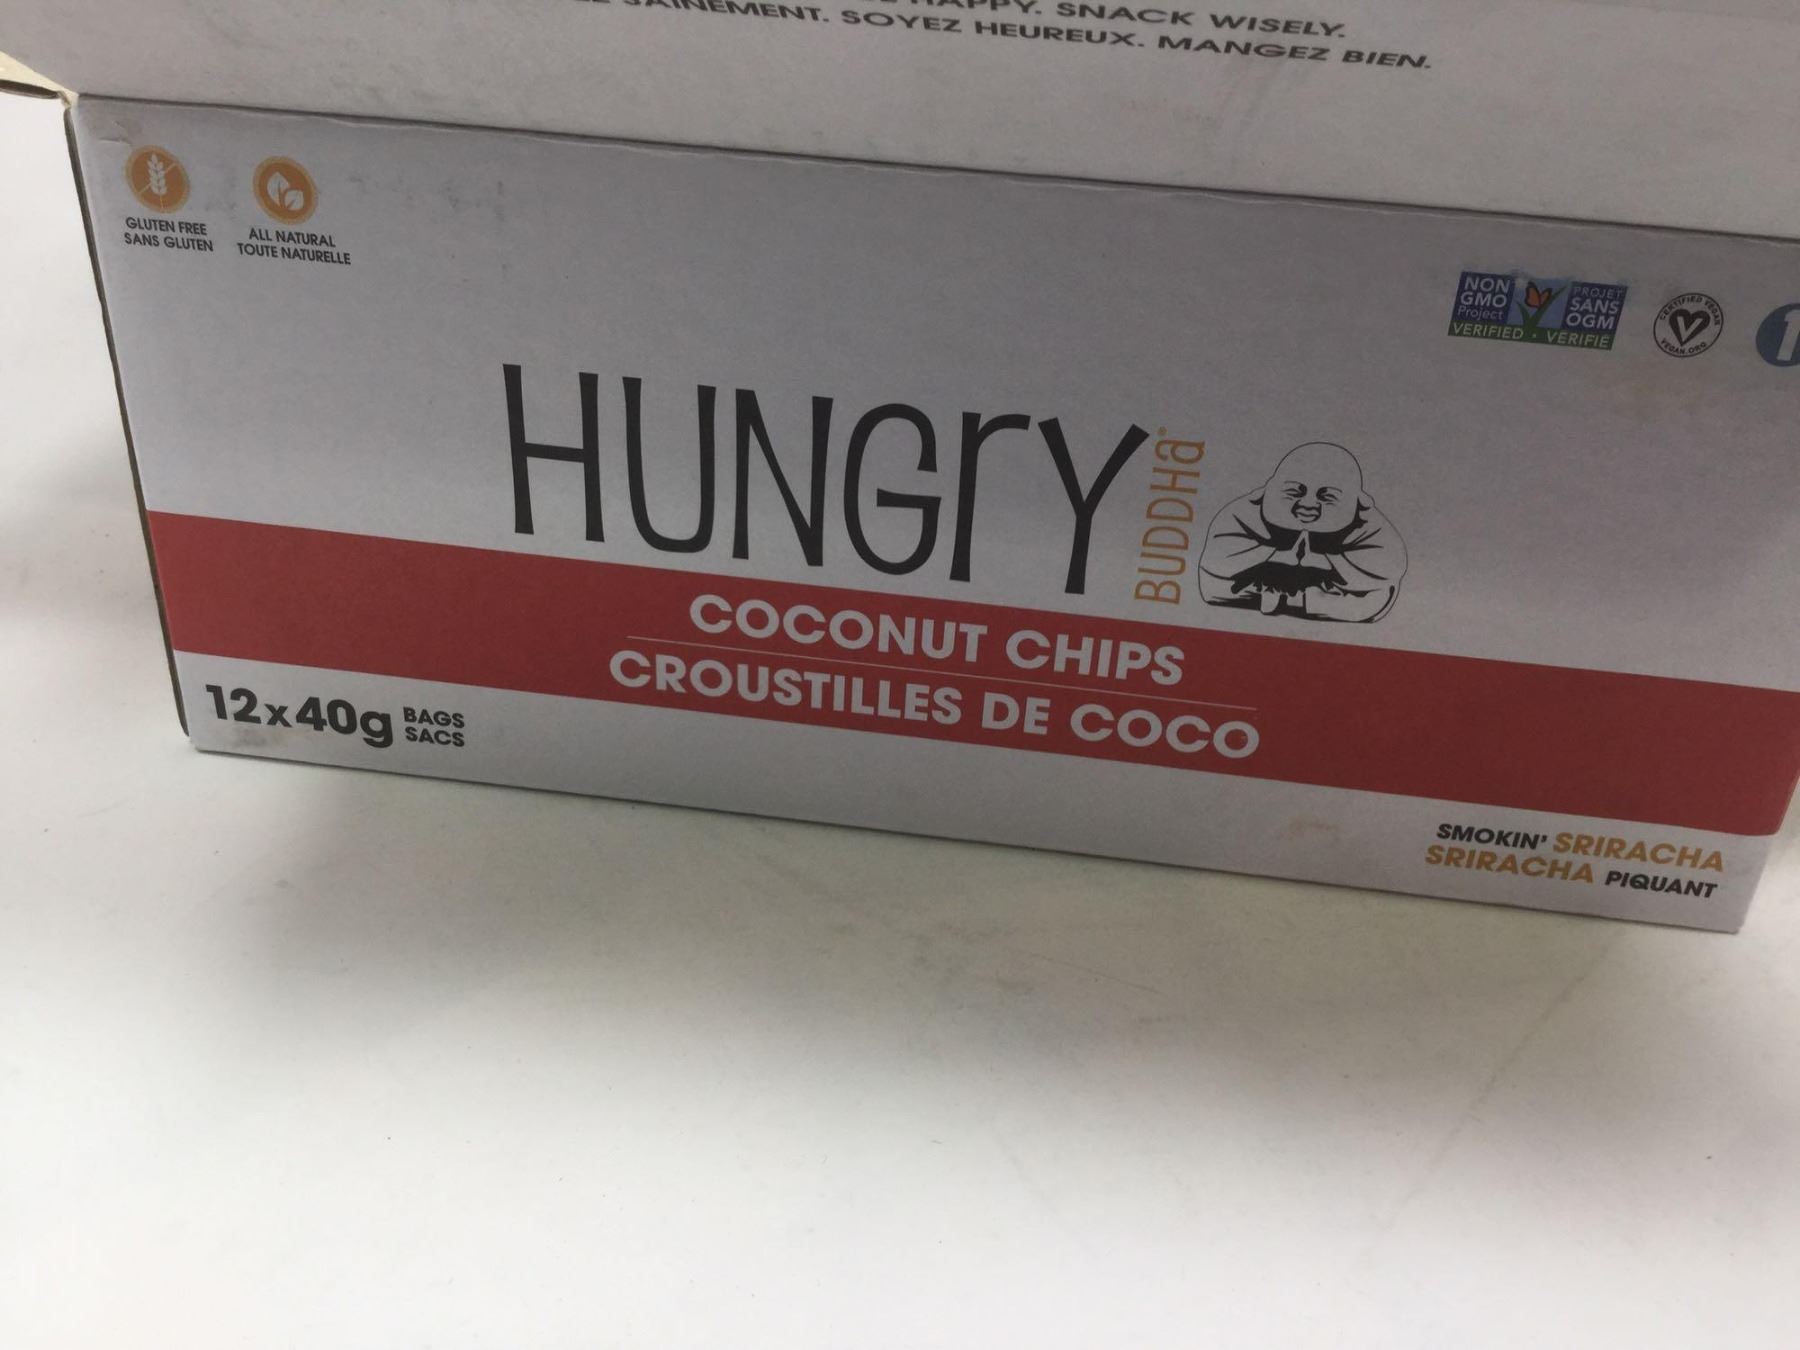 HAPPY. SNACK WISELY.
SAINEMENT. SOYEZ HEUREUX. MANGEZ BIEN.
GLUTEN FREE
SANS GLUTEN
ALL NATURAL
TOUTE NATURELLE
NON
GMO
Project
PROJET
SANS
OGM
VERIFIED • VÉRIFIÉ
CERTIFIED VEGAN
VEGAN.ORG
1
HUNGrY
BUDDHa®
COCONUT CHIPS
CROUSTILLES DE COCO
12x40g BAGS
SACS
SMOKIN' SRIRACHA
SRIRACHA PIQUANT